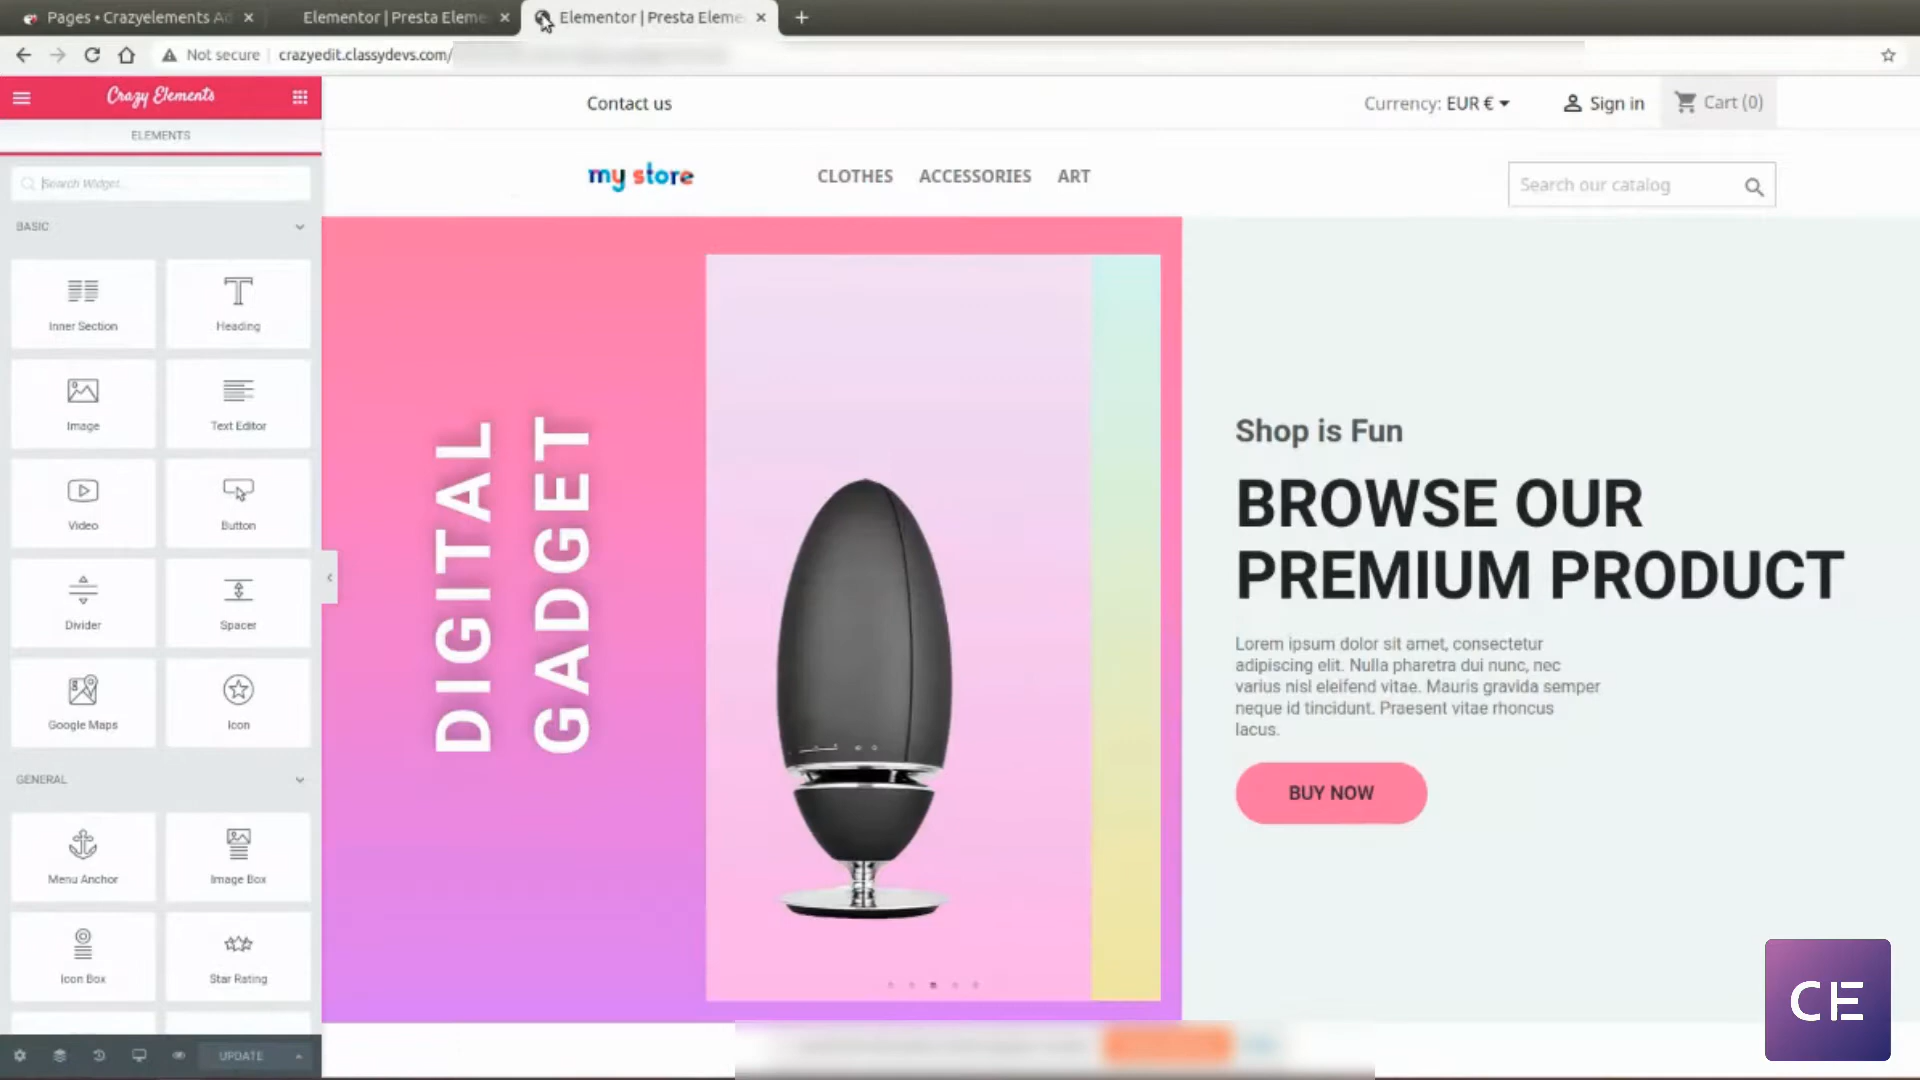 Pages • Crazyelements Ad
Elementor | Presta Eleme
Elementor | Presta Eleme
Not secure
crazyedit.classydevs.com/
Crazy Elements
ELEMENTS
Search Widget...
BASIC
Inner Section
Heading
Image
Text Editor
Video
Button
Divider
Spacer
Google Maps
Icon
GENERAL
Menu Anchor
Image Box
Icon Box
Star Rating
UPDATE
Contact us
Currency: EUR €
Sign in
Cart (0)
my store
CLOTHES
ACCESSORIES
ART
Search our catalog
DIGITAL
GADGET
Shop is Fun
BROWSE OUR
PREMIUM PRODUCT
Lorem ipsum dolor sit amet, consectetur
adipiscing elit. Nulla pharetra dui nunc, nec
varius nisl eleifend vitae. Mauris gravida semper
neque id tincidunt. Praesent vitae rhoncus
lacus.
BUY NOW
CE